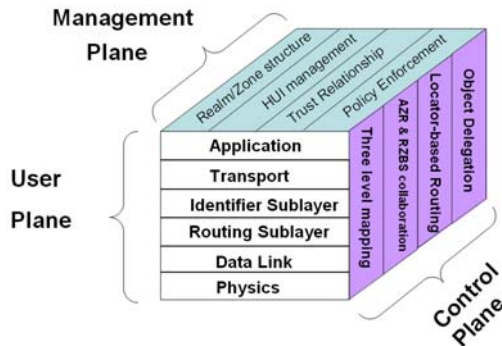 Management
Plane
Realm/Zone structure
HUI management
Trust Relationship
Policy Enforcement
User
Plane
Application
Transport
Identifier Sublayer
Routing Sublayer
Data Link
Physics
Three level mapping
AZR & RZBS collaboration
Locator-based Routing
Object Delegation
Control
Plane